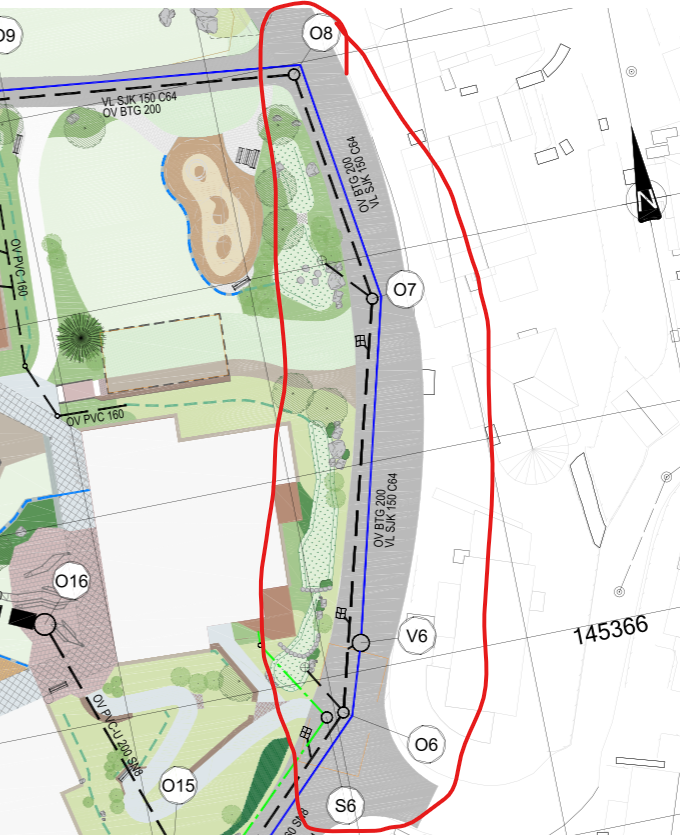 O9
O8
VL SJK 150 C64
OV BTG 200
OV BTG 200
VL SJK 150 C64
N
OV PVC 160
O7
OV PVC 160
OV BTG 200
VL SJK 150 C64
O16
V6
145366
OV PVC-U 200 SN8
O6
O15
S6